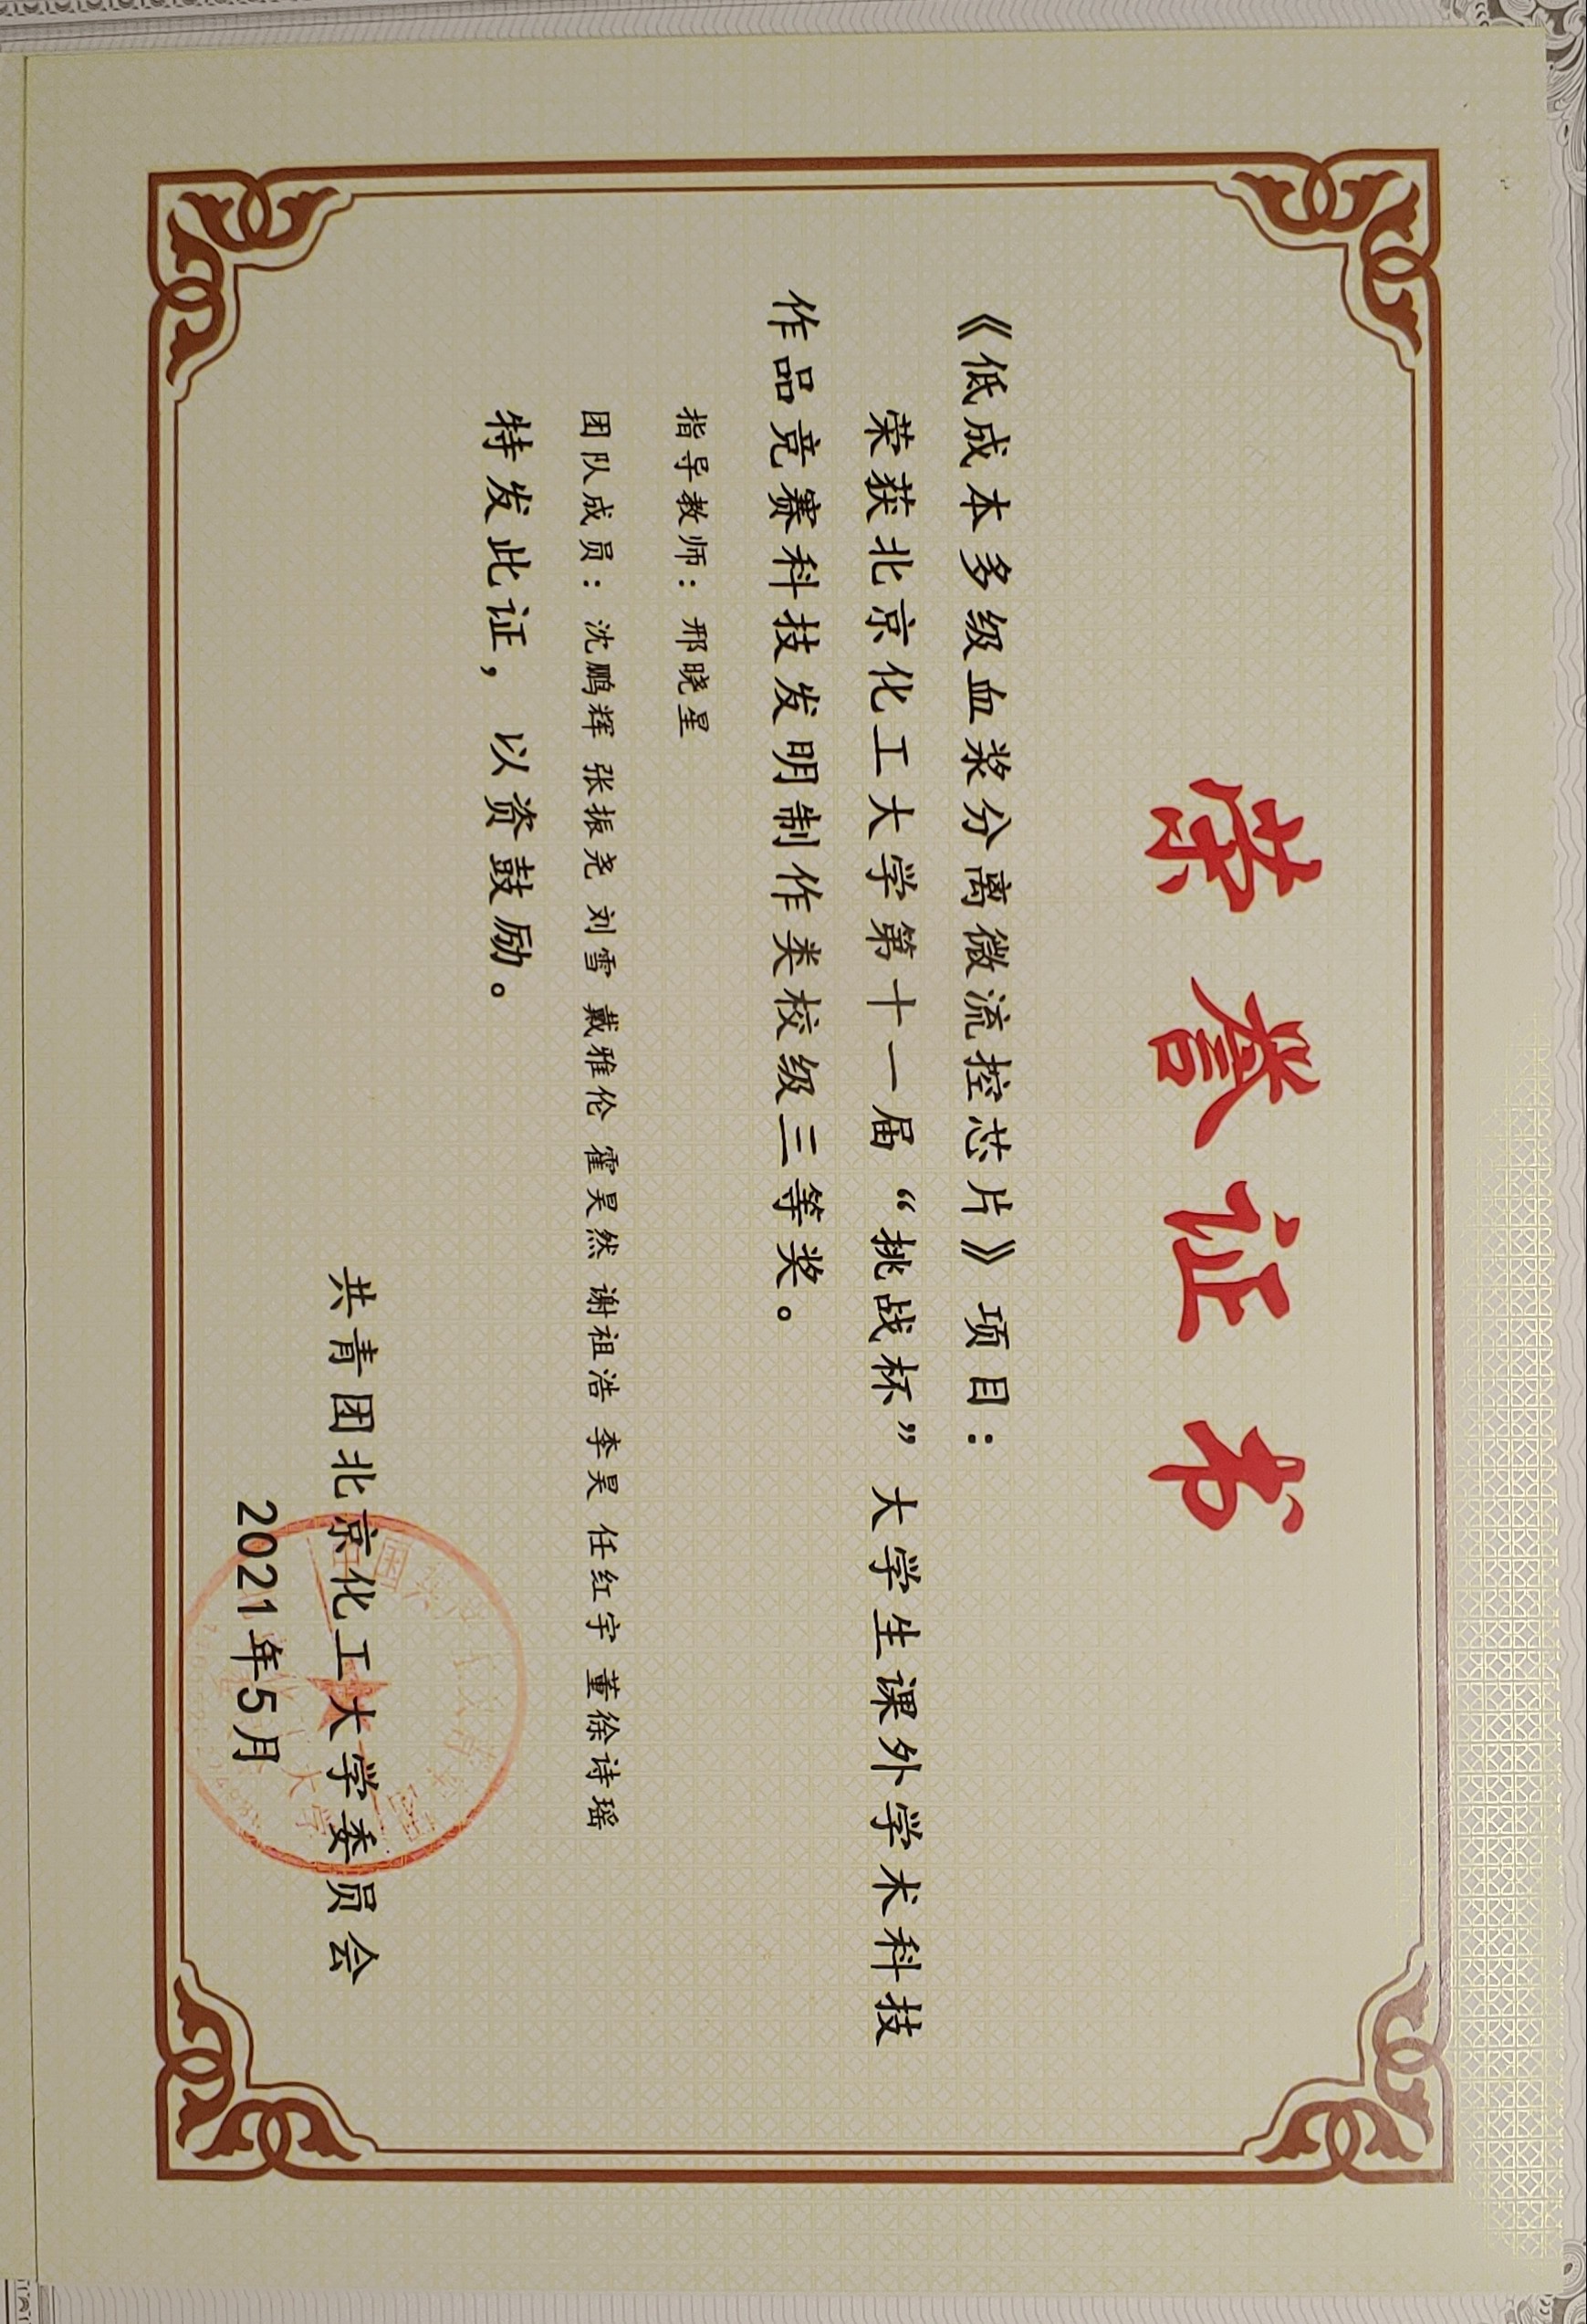 荣誉证书
《低成本多级血浆分离微流控芯片》项目：
荣获北京化工大学第十一届“挑战杯”大学生课外学术科技
作品竞赛科技发明制作类校级三等奖。
指导教师：邢晓星
团队成员：沈鹏辉 张振尧 刘雪 戴雅伦 霍昊然 谢祖浩 李昊 任红宇 董徐诗瑶
特发此证，以资鼓励。
共青团北京化工大学委员会
2021年5月